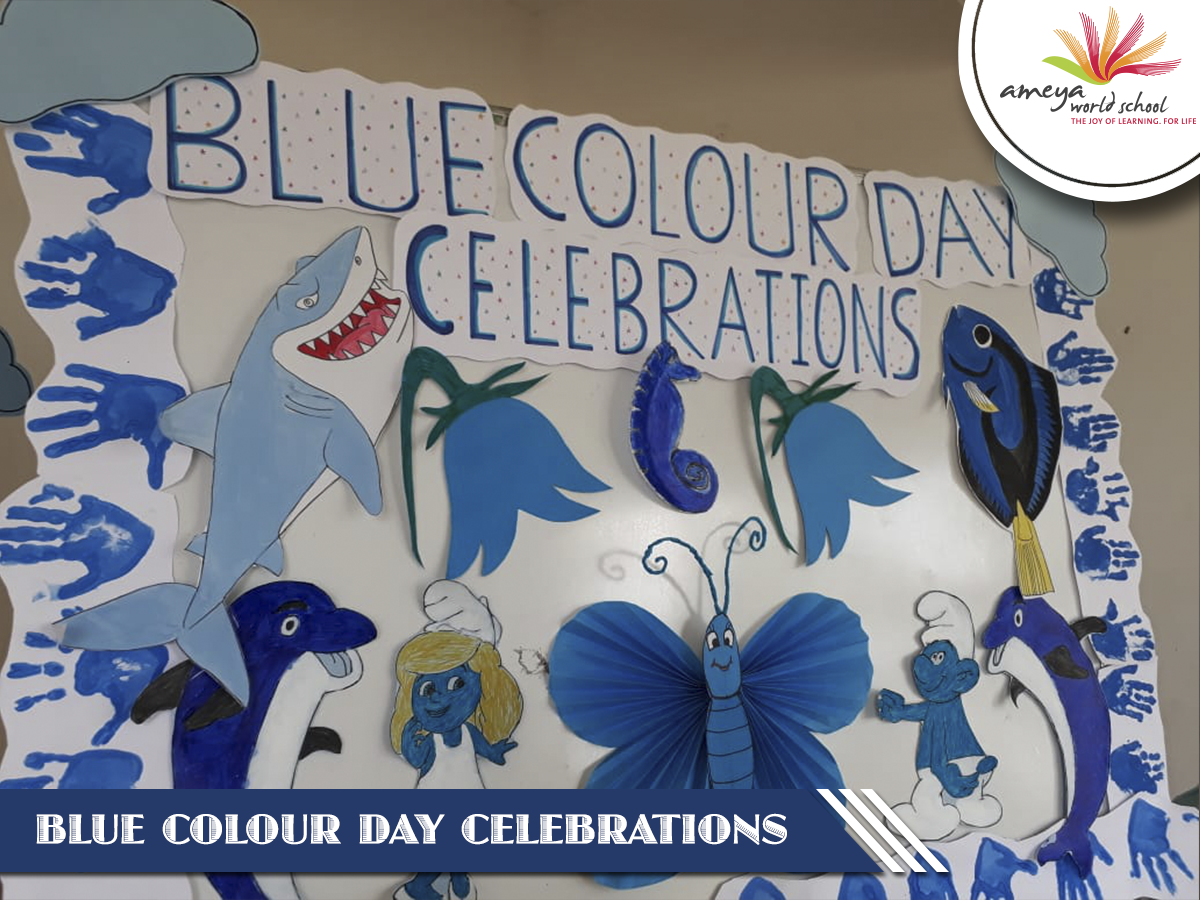 ameya
world school
THE JOY OF LEARNING. FOR LIFE
BLUE COLOUR DAY
CELEBRATIONS
BLUE COLOUR DAY CELEBRATIONS